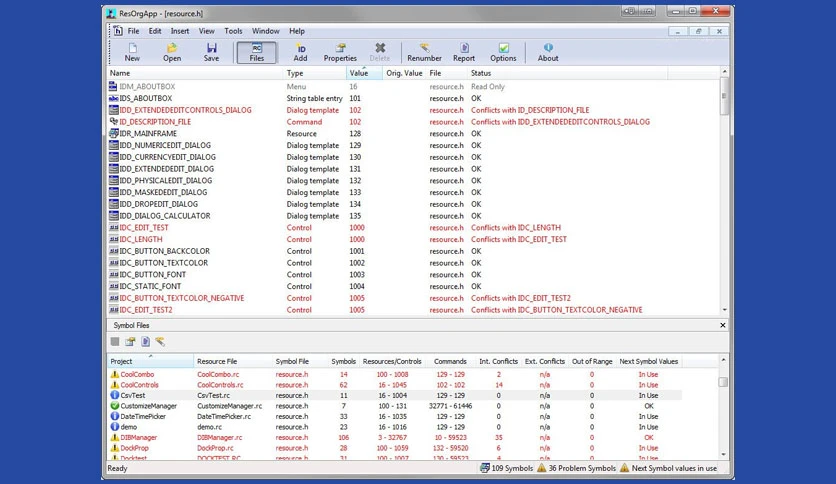 ResOrgApp - [resource.h]
File Edit Insert View Tools Window Help
New Open Save Files Add Properties Delete Renumber Report Options About
Name Type Value Orig. Value File Status
IDM_ABOUTBOX Menu 16 resource.h Read Only
IDS_ABOUTBOX String table entry 101 resource.h OK
IDD_EXTENDEDEDITCONTROLS_DIALOG Dialog template 102 resource.h Conflicts with ID_DESCRIPTION_FILE
ID_DESCRIPTION_FILE Command 102 resource.h Conflicts with IDD_EXTENDEDEDITCONTROLS_DIALOG
IDR_MAINFRAME Resource 128 resource.h OK
IDD_NUMERICEDIT_DIALOG Dialog template 129 resource.h OK
IDD_CURRENCYEDIT_DIALOG Dialog template 130 resource.h OK
IDD_EXTENDEDEDIT_DIALOG Dialog template 131 resource.h OK
IDD_PHYSICALEDIT_DIALOG Dialog template 132 resource.h OK
IDD_MASKEDEDIT_DIALOG Dialog template 133 resource.h OK
IDD_DROPEDIT_DIALOG Dialog template 134 resource.h OK
IDD_DIALOG_CALCULATOR Dialog template 135 resource.h OK
IDC_EDIT_TEST Control 1000 resource.h Conflicts with IDC_LENGTH
IDC_LENGTH Control 1000 resource.h Conflicts with IDC_EDIT_TEST
IDC_BUTTON_BACKCOLOR Control 1001 resource.h OK
IDC_BUTTON_TEXTCOLOR Control 1002 resource.h OK
IDC_BUTTON_FONT Control 1003 resource.h OK
IDC_STATIC_FONT Control 1004 resource.h OK
IDC_BUTTON_TEXTCOLOR_NEGATIVE Control 1005 resource.h Conflicts with IDC_EDIT_TEST2
IDC_EDIT_TEST2 Control 1005 resource.h Conflicts with IDC_BUTTON_TEXTCOLOR_NEGATIVE
Symbol Files
Project Resource File Symbol File Symbols Resources/Controls Commands Int. Conflicts Ext. Conflicts Out of Range Next Symbol Values
CoolCombo CoolCombo.rc resource.h 14 100 - 1008 129 - 129 2 n/a 0 In Use
CoolControls CoolControls.rc resource.h 62 16 - 1045 102 - 102 14 n/a 0 In Use
CsvTest CsvTest.rc resource.h 11 16 - 1004 129 - 129 0 n/a 0 In Use
CustomizeManager CustomizeManager.rc resource.h 7 100 - 131 32771 - 61446 0 n/a 0 OK
DateTimePicker DateTimePicker.rc resource.h 33 16 - 1035 129 - 129 0 n/a 0 In Use
demo demo.rc resource.h 23 16 - 1016 129 - 129 0 n/a 0 In Use
DIBManager DIBManager.rc resource.h 106 3 - 32767 10 - 59523 35 n/a 0 In Use
DockProp DockProp.rc resource.h 28 100 - 1059 132 - 59520 6 n/a 0 In Use
Docktest DOCKTEST.RC resource.h 31 100 - 1007 130 - 59520 4 n/a 0 In Use
Ready 109 Symbols 36 Problem Symbols Next Symbol values in use